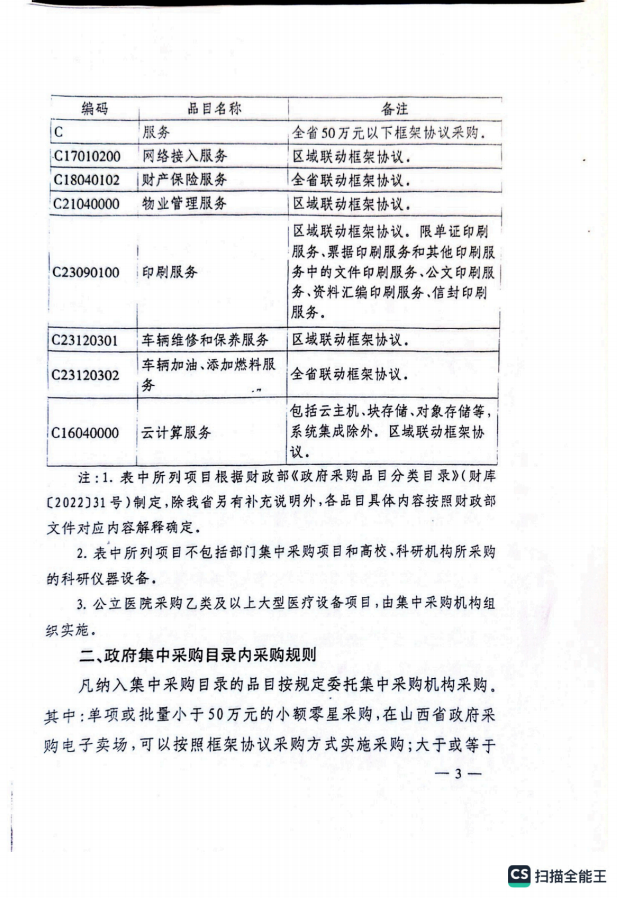 编码 品目名称 备注
C 服务 全省50万元以下框架协议采购。
C17010200 网络接入服务 区域联动框架协议。
C18040102 财产保险服务 全省联动框架协议。
C21040000 物业管理服务 区域联动框架协议。
区域联动框架协议。限单证印刷
服务、票据印刷服务和其他印刷服
C23090100 印刷服务 务中的文件印刷服务、公文印刷服
务、资料汇编印刷服务、信封印刷
服务。
C23120301 车辆维修和保养服务 区域联动框架协议。
车辆加油、添加燃料服
C23120302 全省联动框架协议。
务
包括云主机、块存储、对象存储等,
C16040000 云计算服务 系统集成除外。区域联动框架协
议。
注:1. 表中所列项目根据财政部《政府采购品目分类目录》(财库
〔2022〕31号)制定,除我省另有补充说明外,各品目具体内容按照财政部
文件对应内容解释确定。
2. 表中所列项目不包括部门集中采购项目和高校、科研机构所采购
的科研仪器设备。
3. 公立医院采购乙类及以上大型医疗设备项目,由集中采购机构组
织实施。
二、政府集中采购目录内采购规则
凡纳入集中采购目录的品目按规定委托集中采购机构采购。
其中:单项或批量小于50万元的小额零星采购,在山西省政府采
购电子卖场,可以按照框架协议采购方式实施采购;大于或等于
— 3 —
CS 扫描全能王